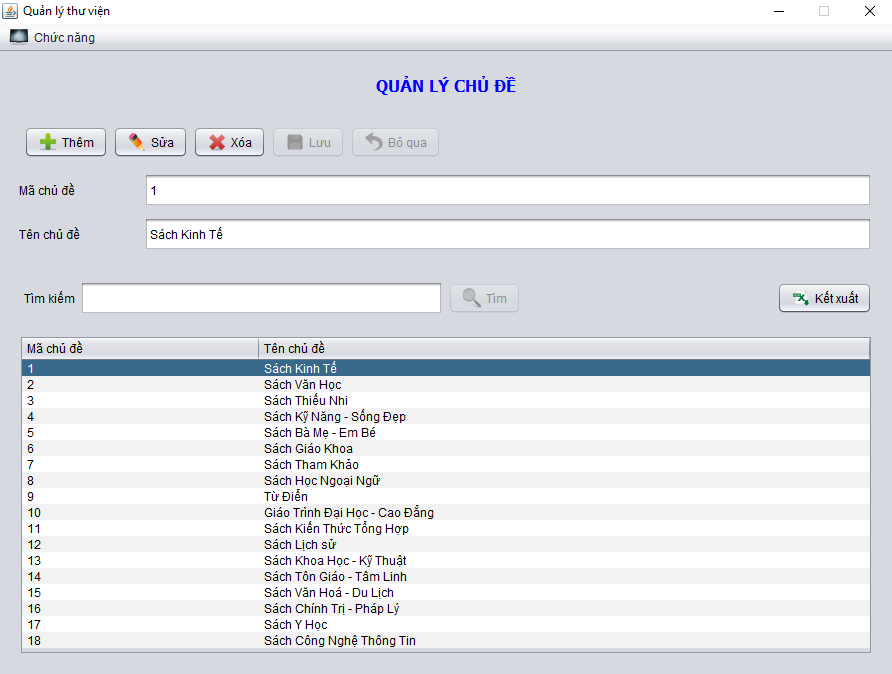 Quản lý thư viện
Chức năng
QUẢN LÝ CHỦ ĐỀ
Thêm Sửa Xóa Lưu Bỏ qua
Mã chủ đề 1
Tên chủ đề Sách Kinh Tế
Tìm kiếm Tìm Kết xuất
Mã chủ đề Tên chủ đề
1 Sách Kinh Tế
2 Sách Văn Học
3 Sách Thiếu Nhi
4 Sách Kỹ Năng - Sống Đẹp
5 Sách Bà Mẹ - Em Bé
6 Sách Giáo Khoa
7 Sách Tham Khảo
8 Sách Học Ngoại Ngữ
9 Từ Điển
10 Giáo Trình Đại Học - Cao Đẳng
11 Sách Kiến Thức Tổng Hợp
12 Sách Lịch sử
13 Sách Khoa Học - Kỹ Thuật
14 Sách Tôn Giáo - Tâm Linh
15 Sách Văn Hoá - Du Lịch
16 Sách Chính Trị - Pháp Lý
17 Sách Y Học
18 Sách Công Nghệ Thông Tin